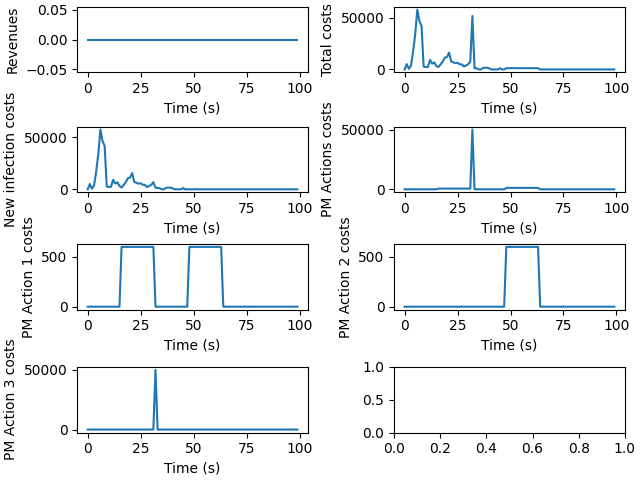 Revenues
0.05
0.00
−0.05
0 25 50 75 100
Time (s)
Total costs
50000
0
0 25 50 75 100
Time (s)
New infection costs
50000
0
0 25 50 75 100
Time (s)
PM Actions costs
50000
0
0 25 50 75 100
Time (s)
PM Action 1 costs
500
0
0 25 50 75 100
Time (s)
PM Action 2 costs
500
0
0 25 50 75 100
Time (s)
PM Action 3 costs
50000
0
0 25 50 75 100
Time (s)
1.0
0.5
0.0
0.0 0.2 0.4 0.6 0.8 1.0